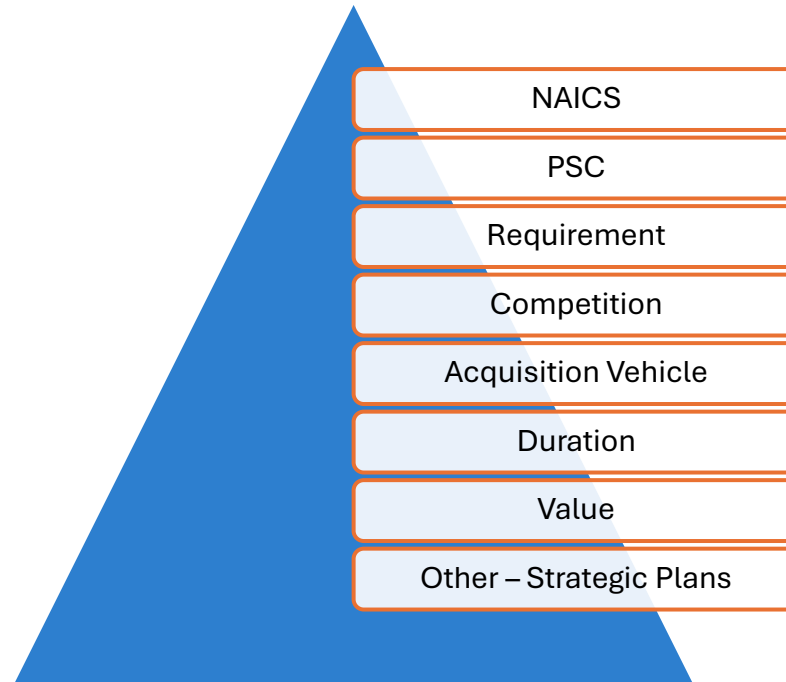 NAICS
PSC
Requirement
Competition
Acquisition Vehicle
Duration
Value
Other – Strategic Plans